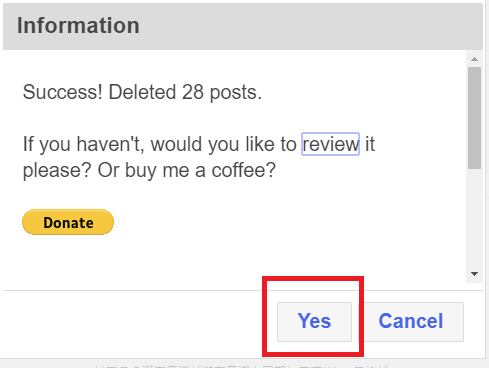 Information
Success! Deleted 28 posts.
If you haven't, would you like to review it
please? Or buy me a coffee?
Donate
Yes
Cancel